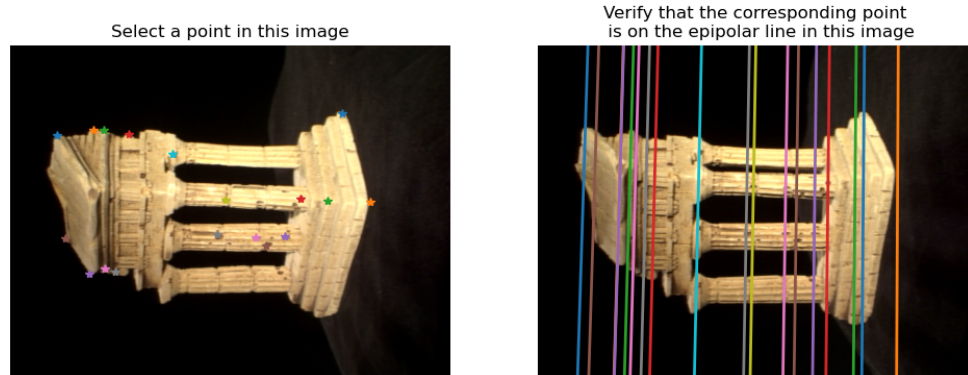 Select a point in this image
Verify that the corresponding point
is on the epipolar line in this image